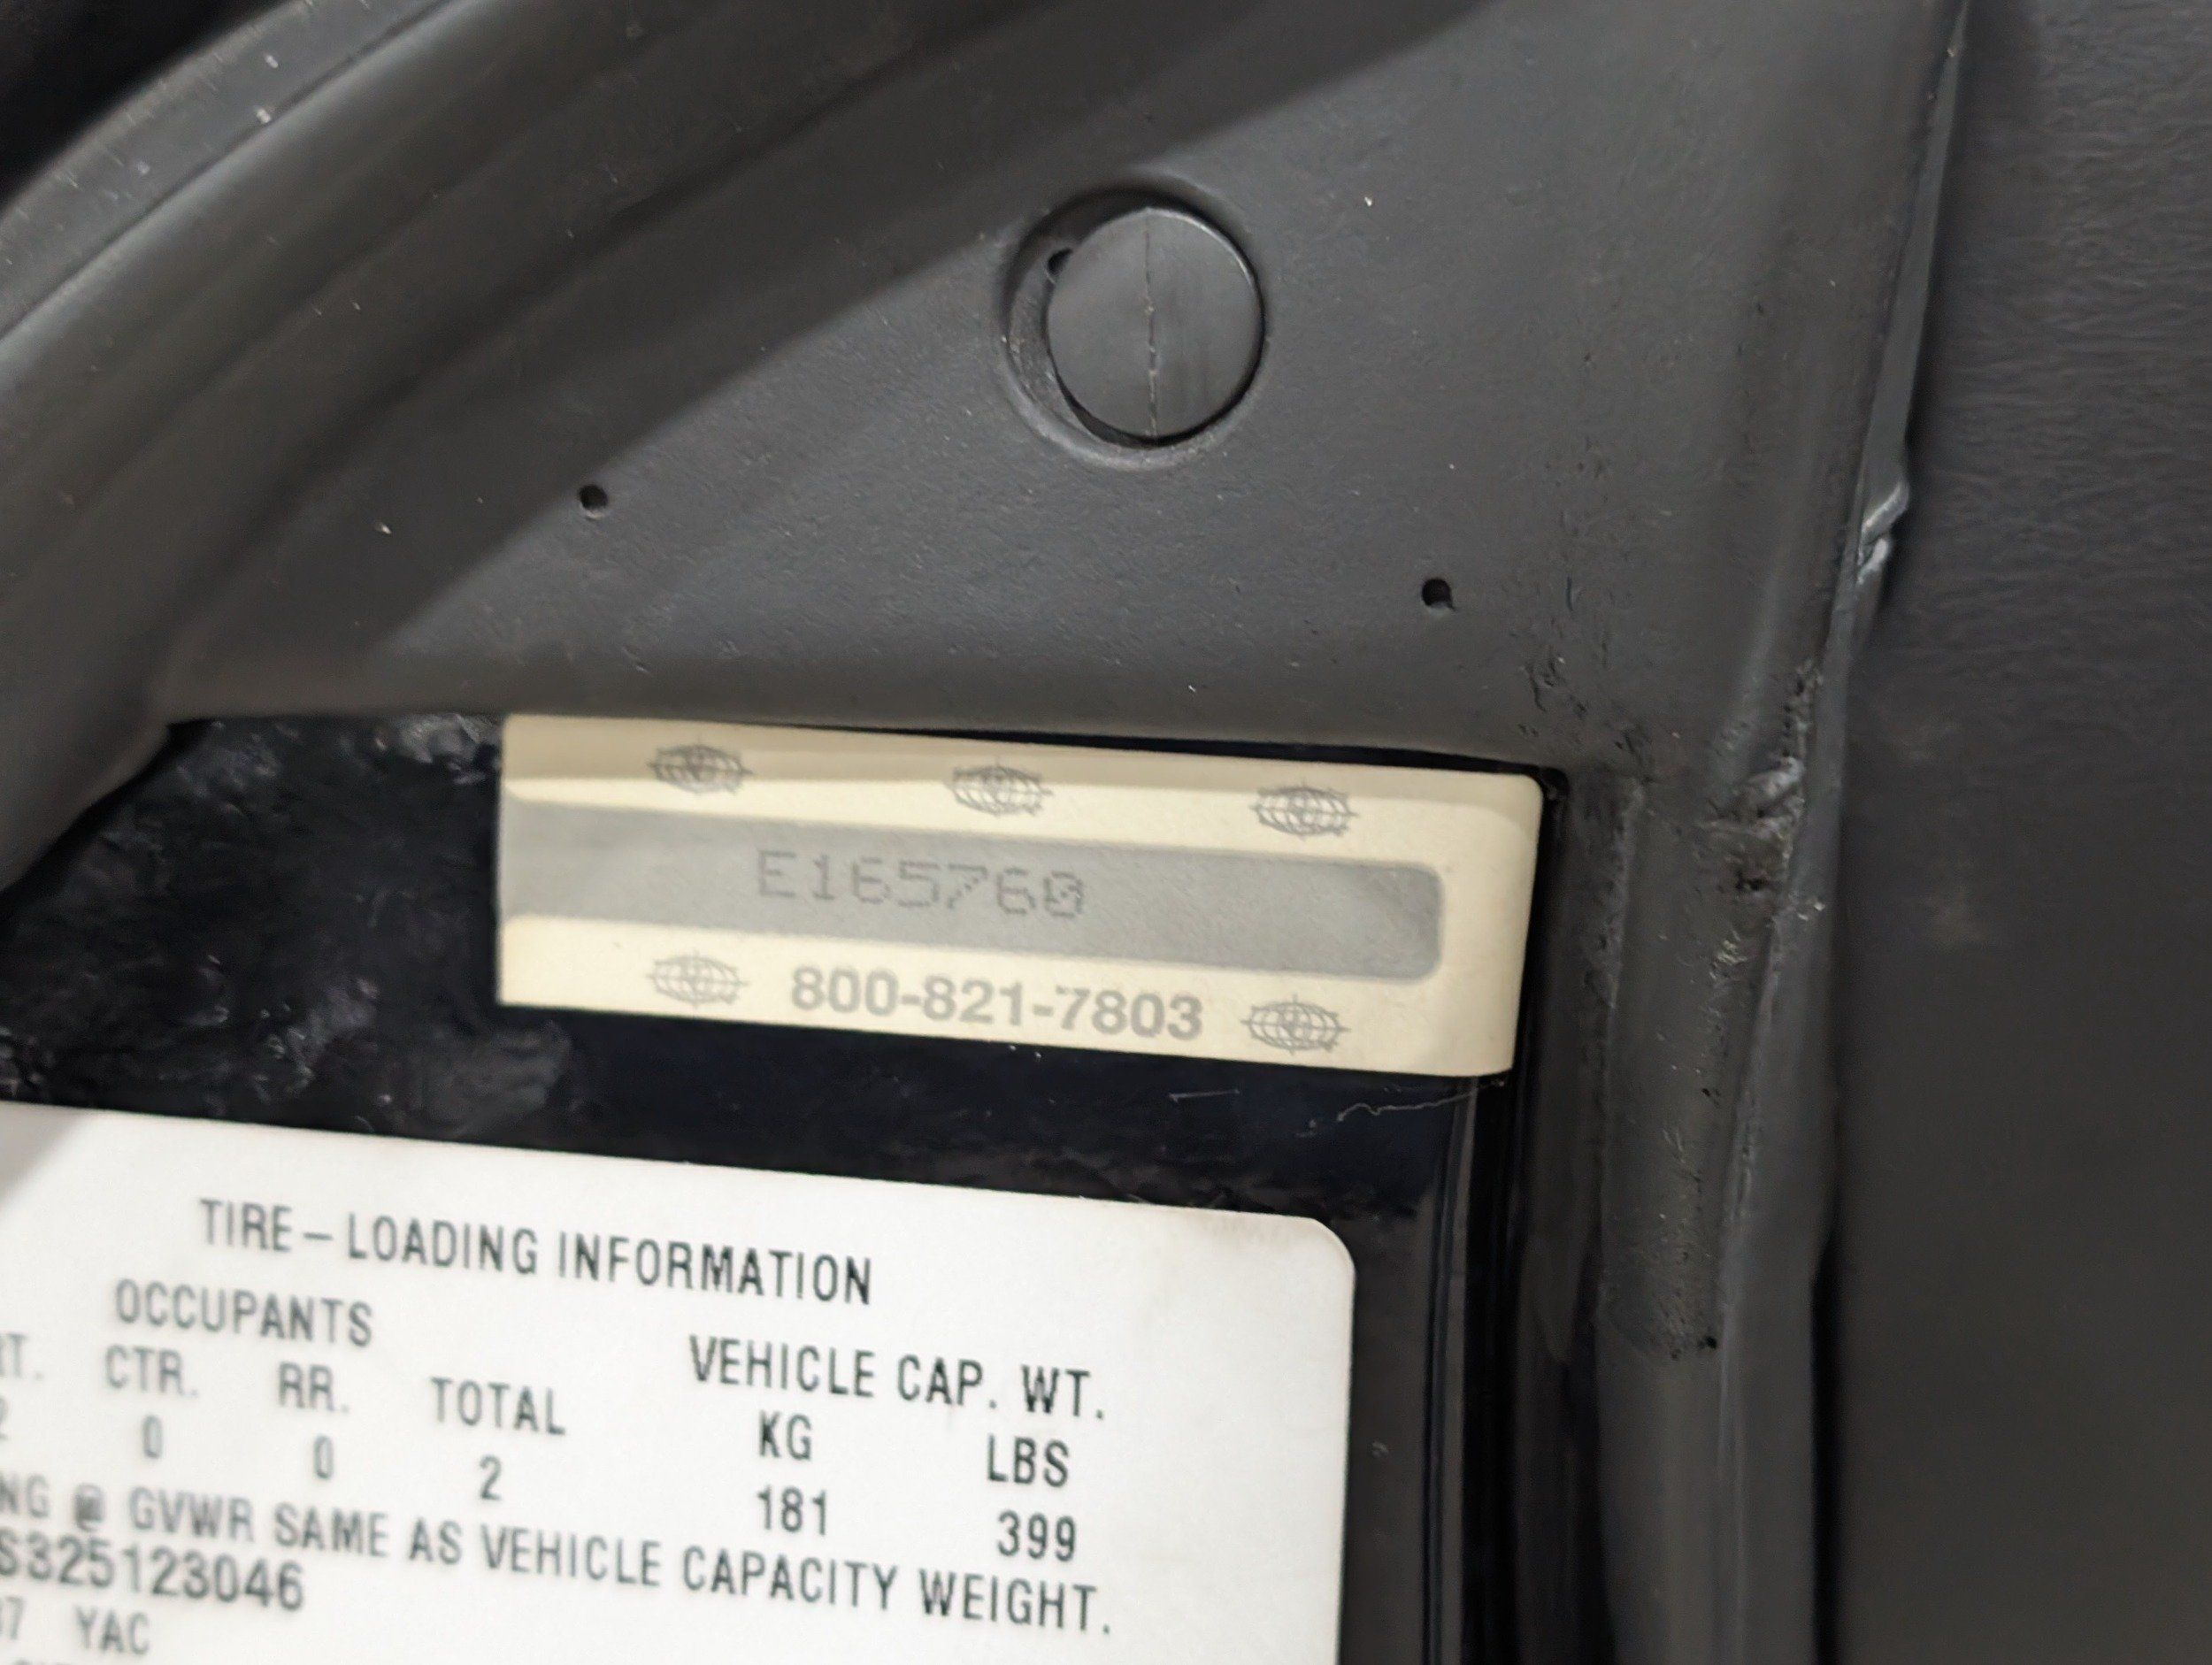 E165760
800-821-7803
TIRE – LOADING INFORMATION
OCCUPANTS
VEHICLE CAP. WT.
CTR. RR. TOTAL KG LBS
0 0 2 181 399
@ GVWR SAME AS VEHICLE CAPACITY WEIGHT.
S325123046
YAC